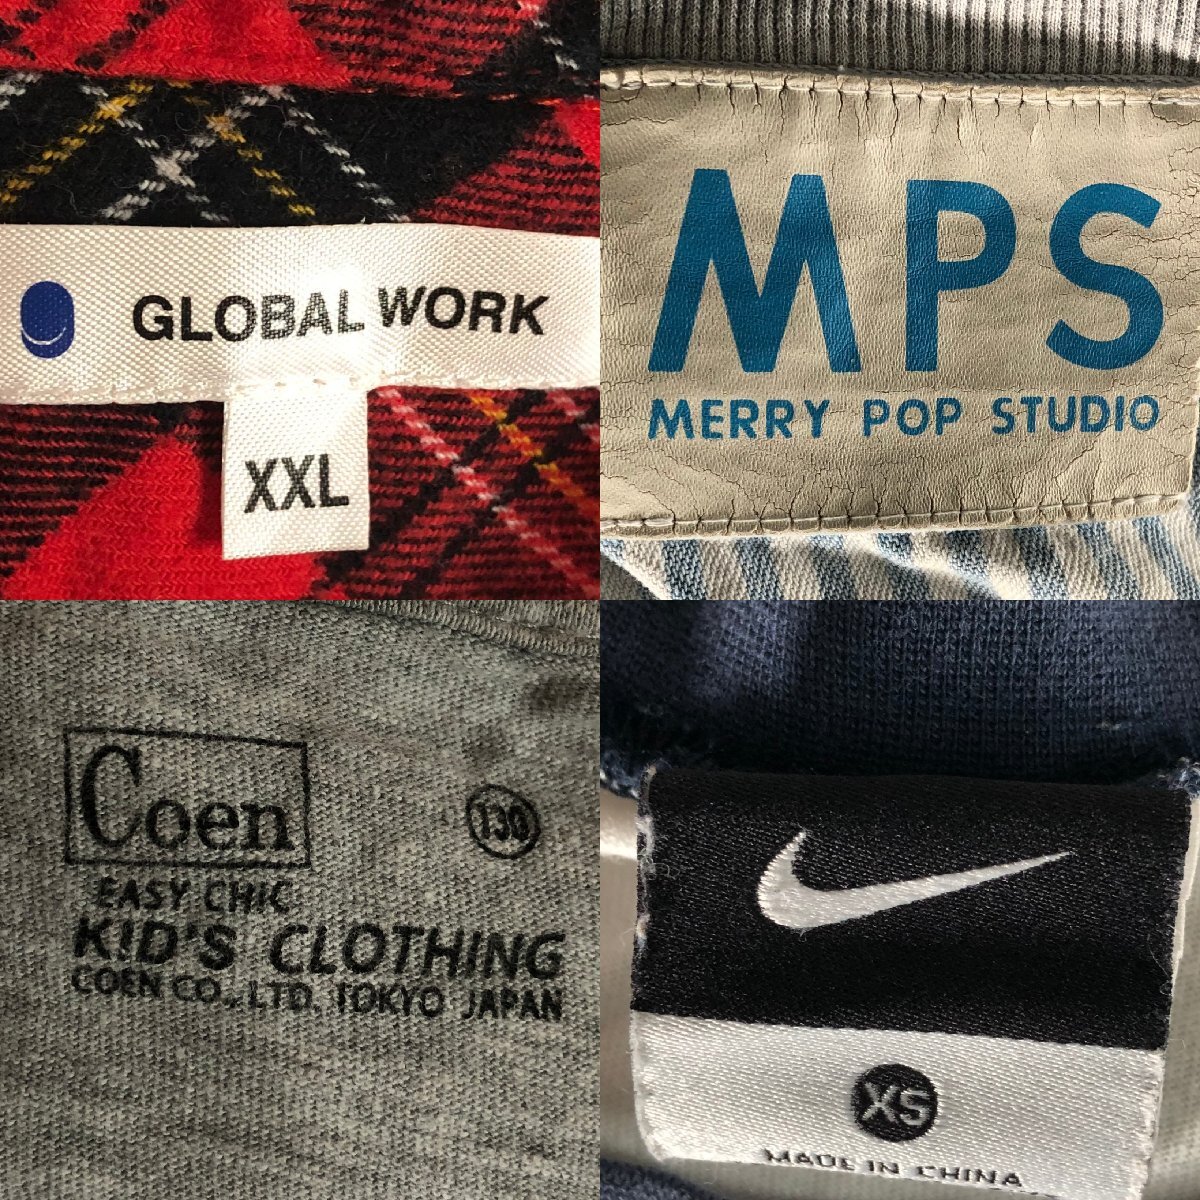 GLOBAL WORK
XXL
MPS
MERRY POP STUDIO
Coen
130
EASY CHIC
KID'S CLOTHING
COEN CO., LTD. TOKYO JAPAN
XS
MADE IN CHINA